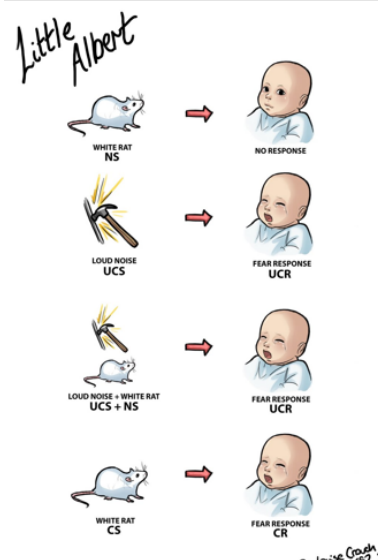 Little
Albert
WHITE RAT
NS
NO RESPONSE
LOUD NOISE
UCS
FEAR RESPONSE
UCR
LOUD NOISE + WHITE RAT
UCS + NS
FEAR RESPONSE
UCR
WHITE RAT
CS
FEAR RESPONSE
CR
Crouch